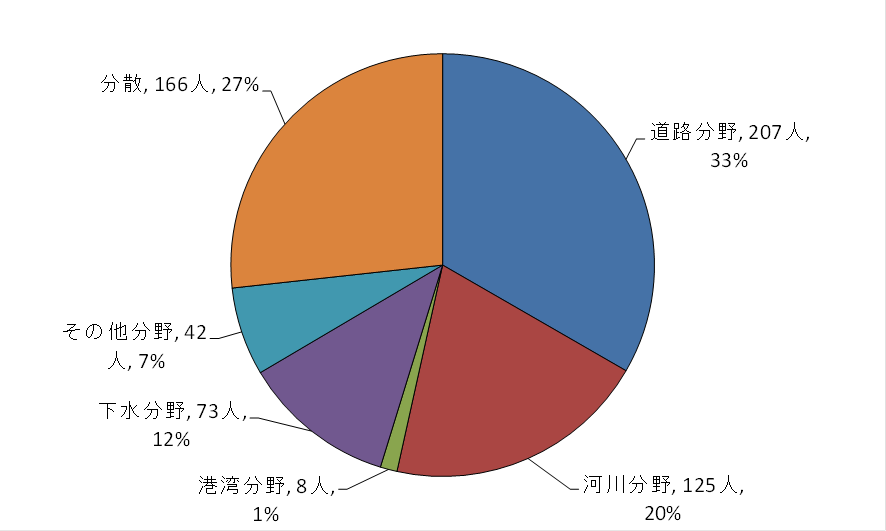 分散, 166人, 27%
道路分野, 207人,
33%
その他分野, 42
人, 7%
下水分野, 73人,
12%
港湾分野, 8人,
1%
河川分野, 125人,
20%